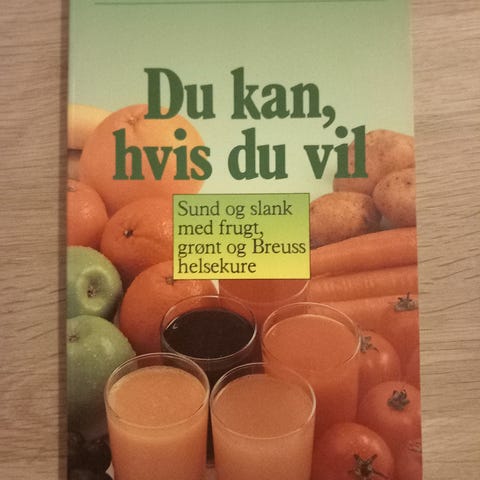 Du kan,
hvis du vil
Sund og slank
med frugt,
grønt og Breuss
helsekure